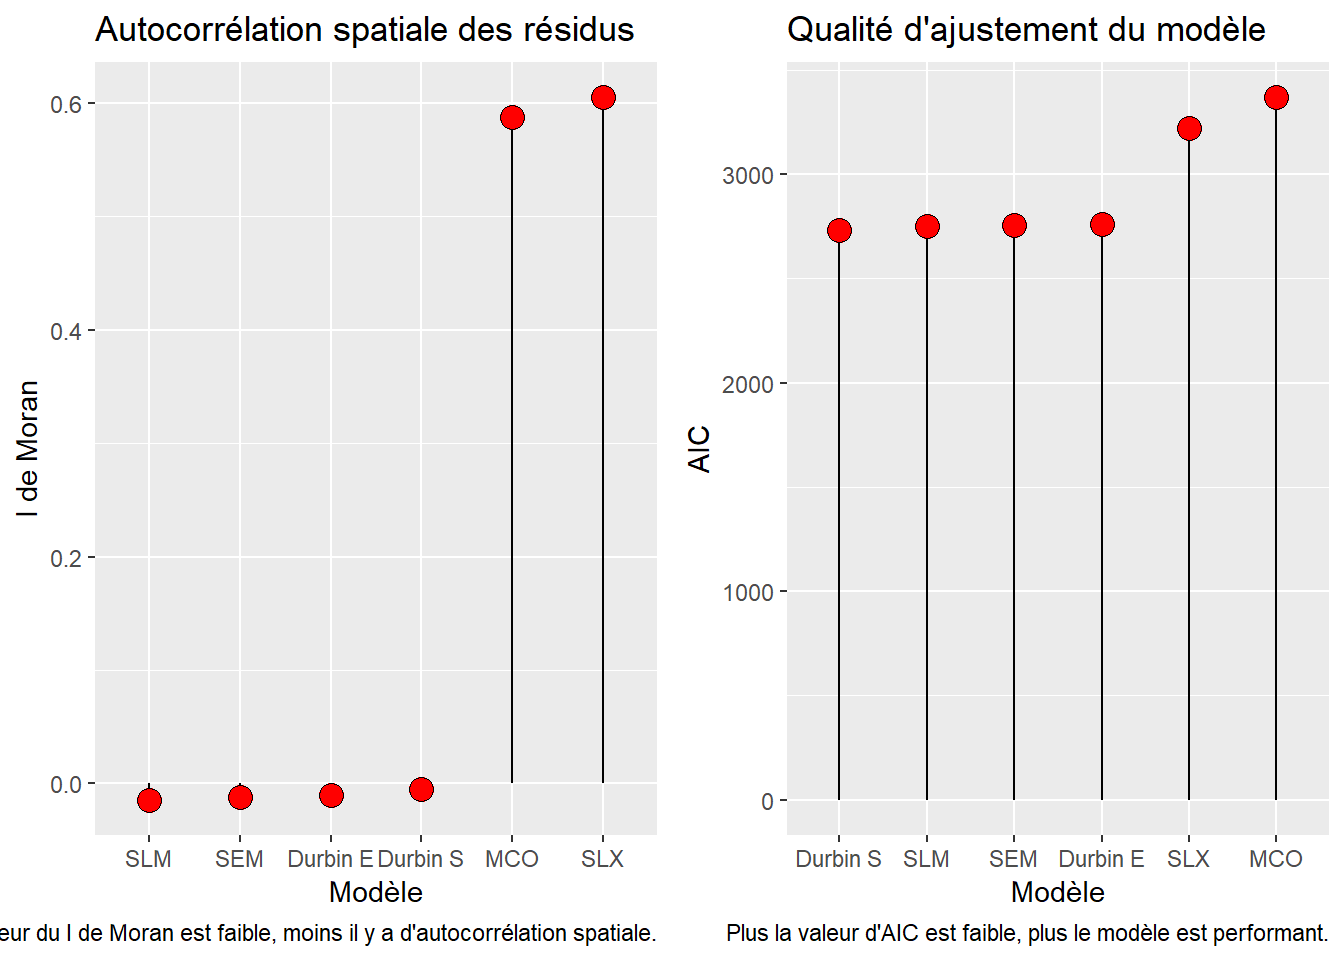 Autocorrélation spatiale des résidus
I de Moran
0.6
0.4
0.2
0.0
SLM SEM Durbin E Durbin S MCO SLX
Modèle
du I de Moran est faible, moins il y a d'autocorrélation spatiale.
Qualité d'ajustement du modèle
AIC
3000
2000
1000
0
Durbin S SLM SEM Durbin E SLX MCO
Modèle
Plus la valeur d'AIC est faible, plus le modèle est performant.